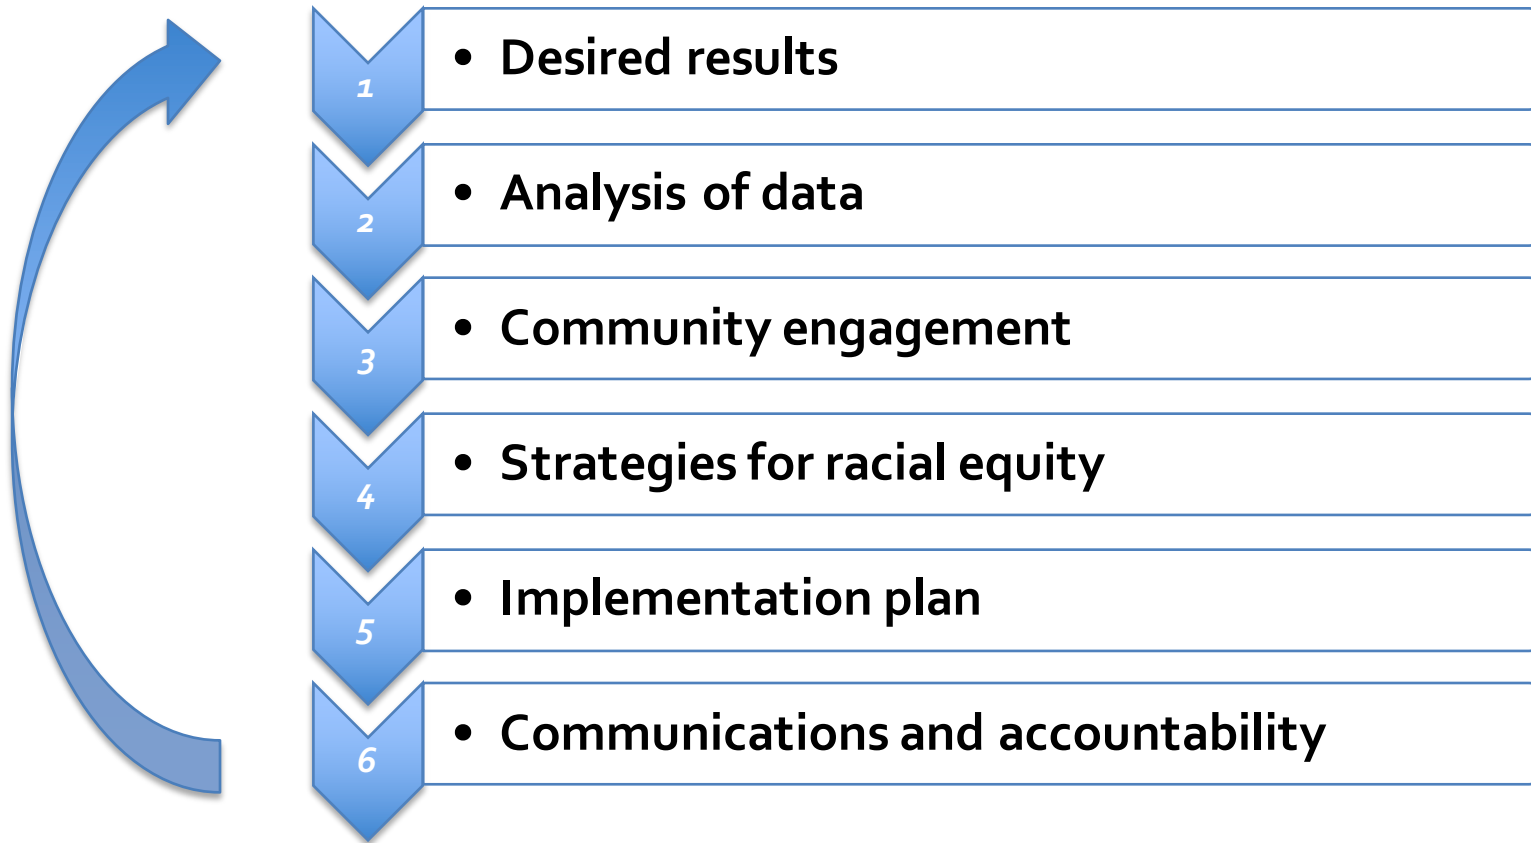 1
• Desired results
2
• Analysis of data
3
• Community engagement
4
• Strategies for racial equity
5
• Implementation plan
6
• Communications and accountability